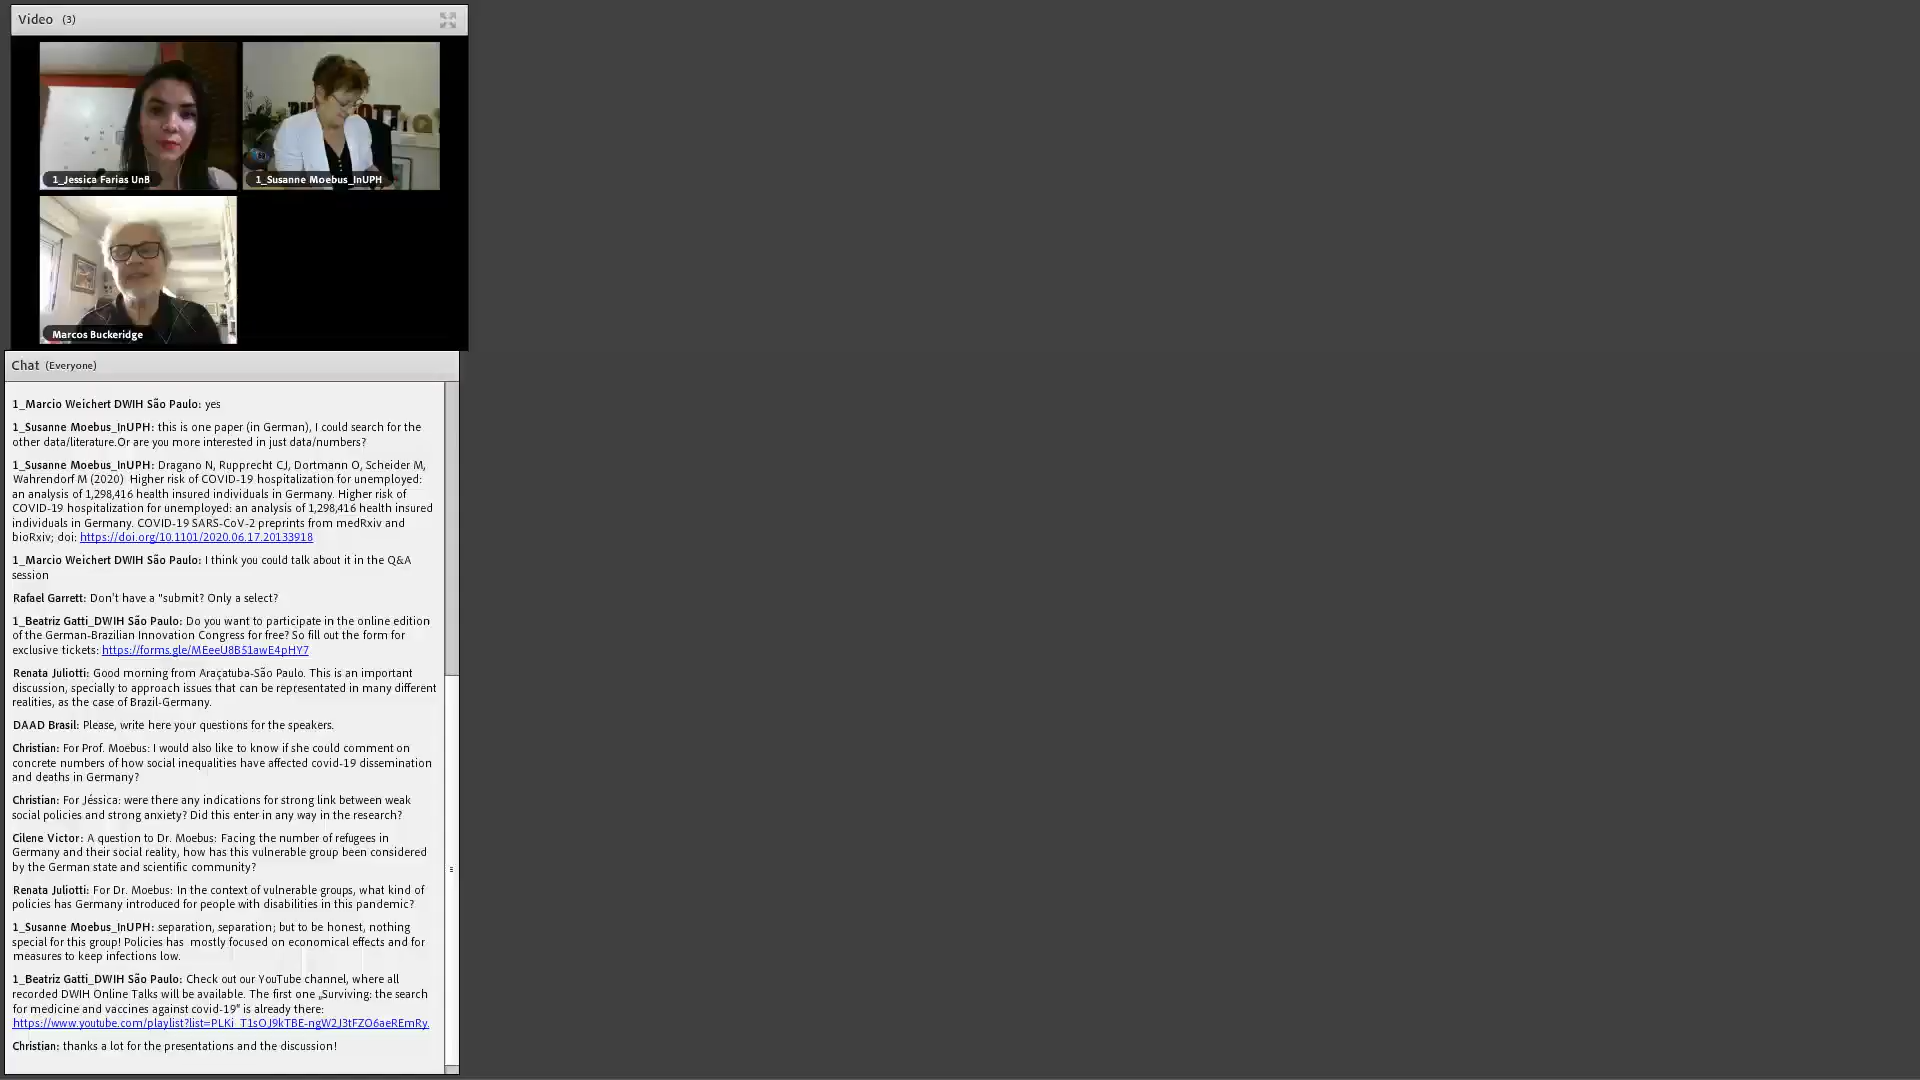 Video (3)
1_Jessica Farias UnB
1_Susanne Moebus_InUPH
Marcos Buckeridge
Chat (Everyone)
1_Marcio Weichert DWIH São Paulo: yes
1_Susanne Moebus_InUPH: this is one paper (in German), I could search for the
other data/literature.Or are you more interested in just data/numbers?
1_Susanne Moebus_InUPH: Dragano N, Rupprecht CJ, Dortmann O, Scheider M,
Wahrendorf M (2020) Higher risk of COVID-19 hospitalization for unemployed:
an analysis of 1,298,416 health insured individuals in Germany. Higher risk of
COVID-19 hospitalization for unemployed: an analysis of 1,298,416 health insured
individuals in Germany. COVID-19 SARS-CoV-2 preprints from medRxiv and
bioRxiv; doi: https://doi.org/10.1101/2020.06.17.20133918
1_Marcio Weichert DWIH São Paulo: I think you could talk about it in the Q&A
session
Rafael Garrett: Don't have a "submit? Only a select?
1_Beatriz Gatti_DWIH São Paulo: Do you want to participate in the online edition
of the German-Brazilian Innovation Congress for free? So fill out the form for
exclusive tickets: https://forms.gle/MEeeU8B51awE4pHY7
Renata Juliotti: Good morning from Araçatuba-São Paulo. This is an important
discussion, specially to approach issues that can be representated in many different
realities, as the case of Brazil-Germany.
DAAD Brasil: Please, write here your questions for the speakers.
Christian: For Prof. Moebus: I would also like to know if she could comment on
concrete numbers of how social inequalities have affected covid-19 dissemination
and deaths in Germany?
Christian: For Jéssica: were there any indications for strong link between weak
social policies and strong anxiety? Did this enter in any way in the research?
Cilene Victor: A question to Dr. Moebus: Facing the number of refugees in
Germany and their social reality, how has this vulnerable group been considered
by the German state and scientific community?
Renata Juliotti: For Dr. Moebus: In the context of vulnerable groups, what kind of
policies has Germany introduced for people with disabilities in this pandemic?
1_Susanne Moebus_InUPH: separation, separation; but to be honest, nothing
special for this group! Policies has mostly focused on economical effects and for
measures to keep infections low.
1_Beatriz Gatti_DWIH São Paulo: Check out our YouTube channel, where all
recorded DWIH Online Talks will be available. The first one „Surviving: the search
for medicine and vaccines against covid-19" is already there:
https://www.youtube.com/playlist?list=PLKi_T1sOJ9kTBE-ngW2J3tFZO6aeREmRy.
Christian: thanks a lot for the presentations and the discussion!